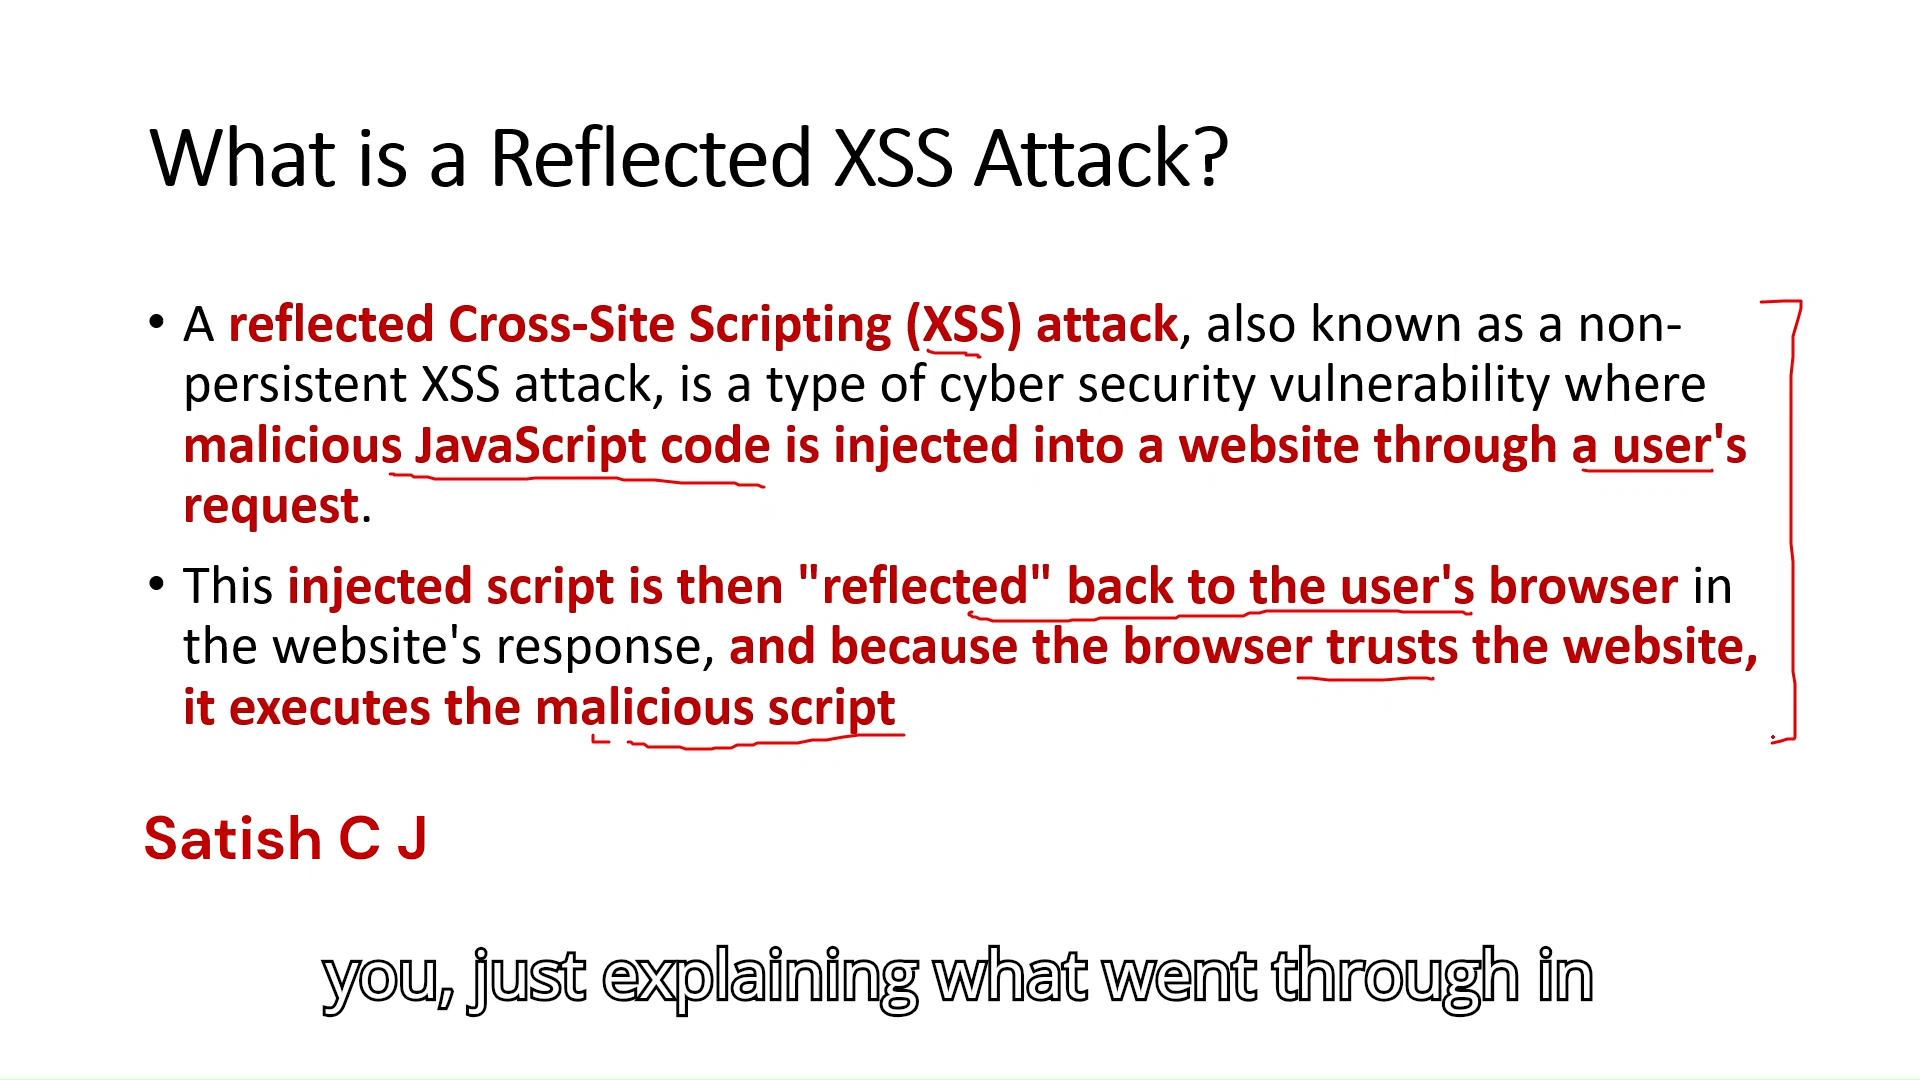 What is a Reflected XSS Attack?
• A reflected Cross-Site Scripting (XSS) attack, also known as a non-
persistent XSS attack, is a type of cyber security vulnerability where
malicious JavaScript code is injected into a website through a user's
request.
• This injected script is then "reflected" back to the user's browser in
the website's response, and because the browser trusts the website,
it executes the malicious script
Satish C J
you, just explaining what went through in